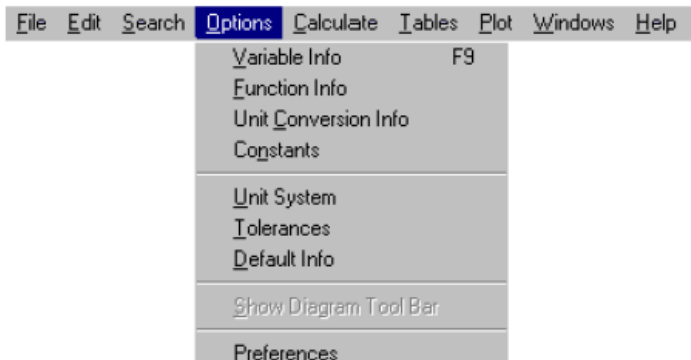 File Edit Search Options Calculate Tables Plot Windows Help
Variable Info F9
Function Info
Unit Conversion Info
Constants
Unit System
Tolerances
Default Info
Show Diagram Tool Bar
Preferences